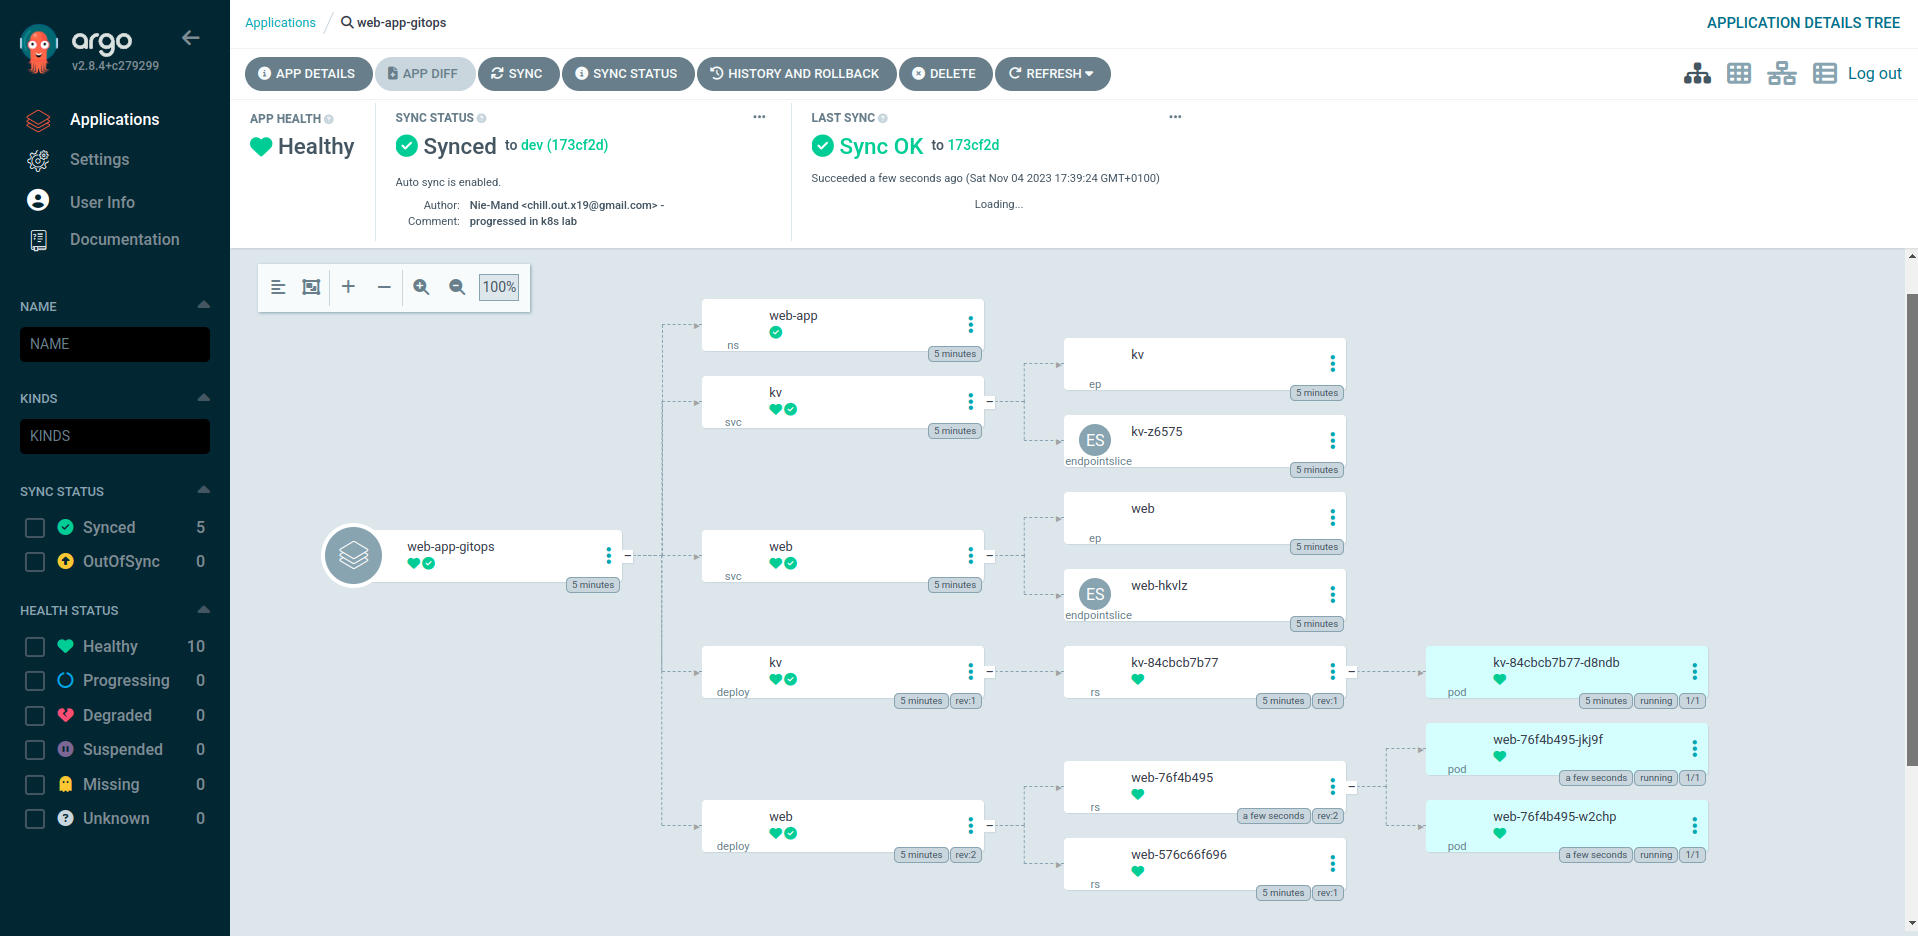 argo
v2.8.4+c279299
Applications
Settings
User Info
Documentation
NAME
NAME
KINDS
KINDS
SYNC STATUS
Synced 5
OutOfSync 0
HEALTH STATUS
Healthy 10
Progressing 0
Degraded 0
Suspended 0
Missing 0
Unknown 0
Applications / web-app-gitops
APPLICATION DETAILS TREE
APP DETAILS APP DIFF SYNC SYNC STATUS HISTORY AND ROLLBACK DELETE REFRESH
Log out
APP HEALTH
Healthy
SYNC STATUS
Synced to dev (173cf2d)
Auto sync is enabled.
Author: Nie-Mand <chill.out.x19@gmail.com> -
Comment: progressed in k8s lab
LAST SYNC
Sync OK to 173cf2d
Succeeded a few seconds ago (Sat Nov 04 2023 17:39:24 GMT+0100)
Loading...
100%
web-app-gitops
5 minutes
web-app
ns
5 minutes
kv
svc
5 minutes
web
svc
5 minutes
kv
deploy
5 minutes rev:1
web
deploy
5 minutes rev:2
kv
ep
5 minutes
ES
kv-z6575
endpointslice
5 minutes
web
ep
5 minutes
ES
web-hkvlz
endpointslice
5 minutes
kv-84cbcb7b77
rs
5 minutes rev:1
web-76f4b495
rs
a few seconds rev:2
web-576c66f696
rs
5 minutes rev:1
kv-84cbcb7b77-d8ndb
pod
5 minutes running 1/1
web-76f4b495-jkj9f
pod
a few seconds running 1/1
web-76f4b495-w2chp
pod
a few seconds running 1/1